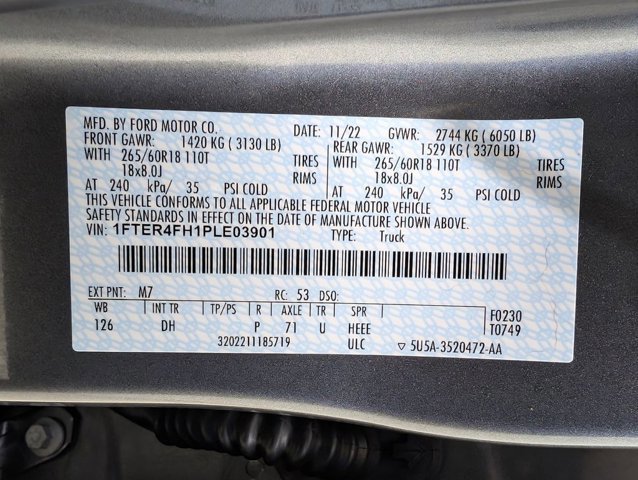 MFD. BY FORD MOTOR CO. DATE: 11/22 GVWR: 2744 KG ( 6050 LB)
FRONT GAWR: 1420 KG ( 3130 LB) REAR GAWR: 1529 KG ( 3370 LB)
WITH 265/60R18 110T TIRES WITH 265/60R18 110T TIRES
18x8.0J RIMS 18x8.0J RIMS
AT 240 kPa/ 35 PSI COLD AT 240 kPa/ 35 PSI COLD
THIS VEHICLE CONFORMS TO ALL APPLICABLE FEDERAL MOTOR VEHICLE
SAFETY STANDARDS IN EFFECT ON THE DATE OF MANUFACTURE SHOWN ABOVE.
VIN: 1FTER4FH1PLE03901 TYPE: Truck
EXT PNT: M7 RC: 53 DSO:
WB INT TR TP/PS R AXLE TR SPR F0230
126 DH P 71 U HEEE T0749
3202211185719 ULC ▽ 5U5A-3520472-AA